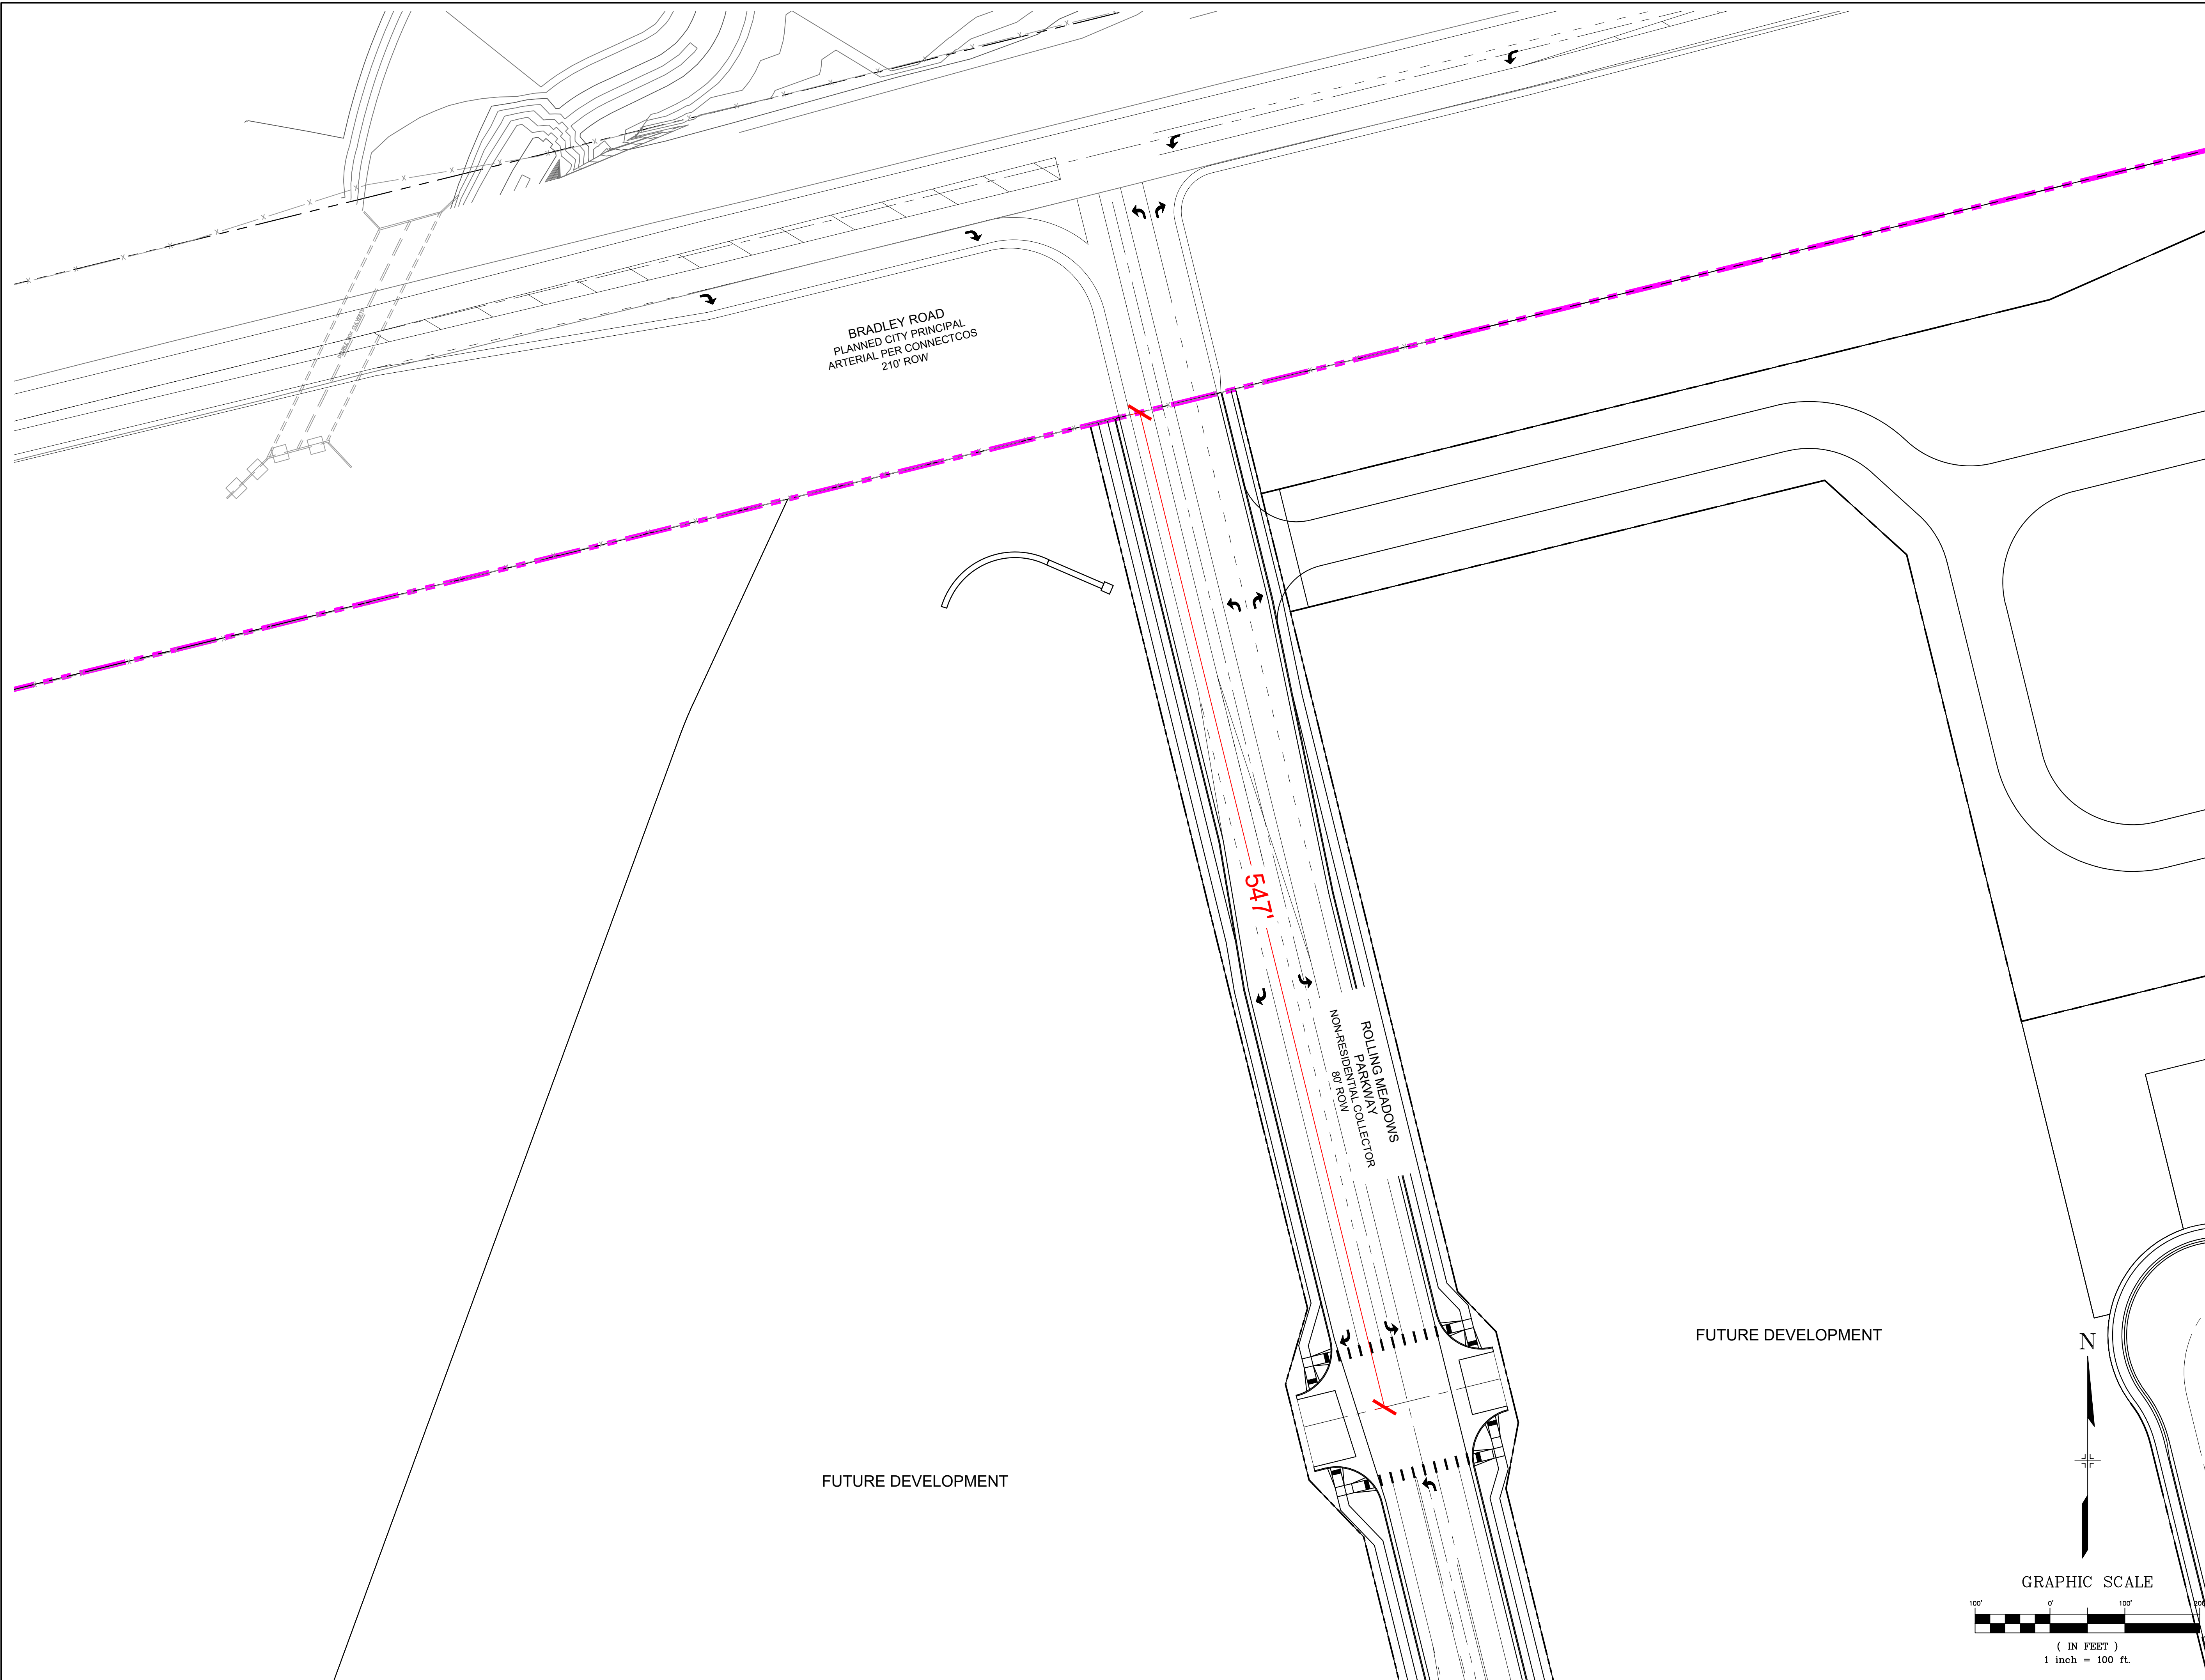 BRADLEY ROAD
PLANNED CITY PRINCIPAL
ARTERIAL PER CONNECTCOS
210' ROW
547'
ROLLING MEADOWS
PARKWAY
NON-RESIDENTIAL COLLECTOR
80' ROW
FUTURE DEVELOPMENT
FUTURE DEVELOPMENT
N
GRAPHIC SCALE
100' 0' 100' 200
( IN FEET )
1 inch = 100 ft.